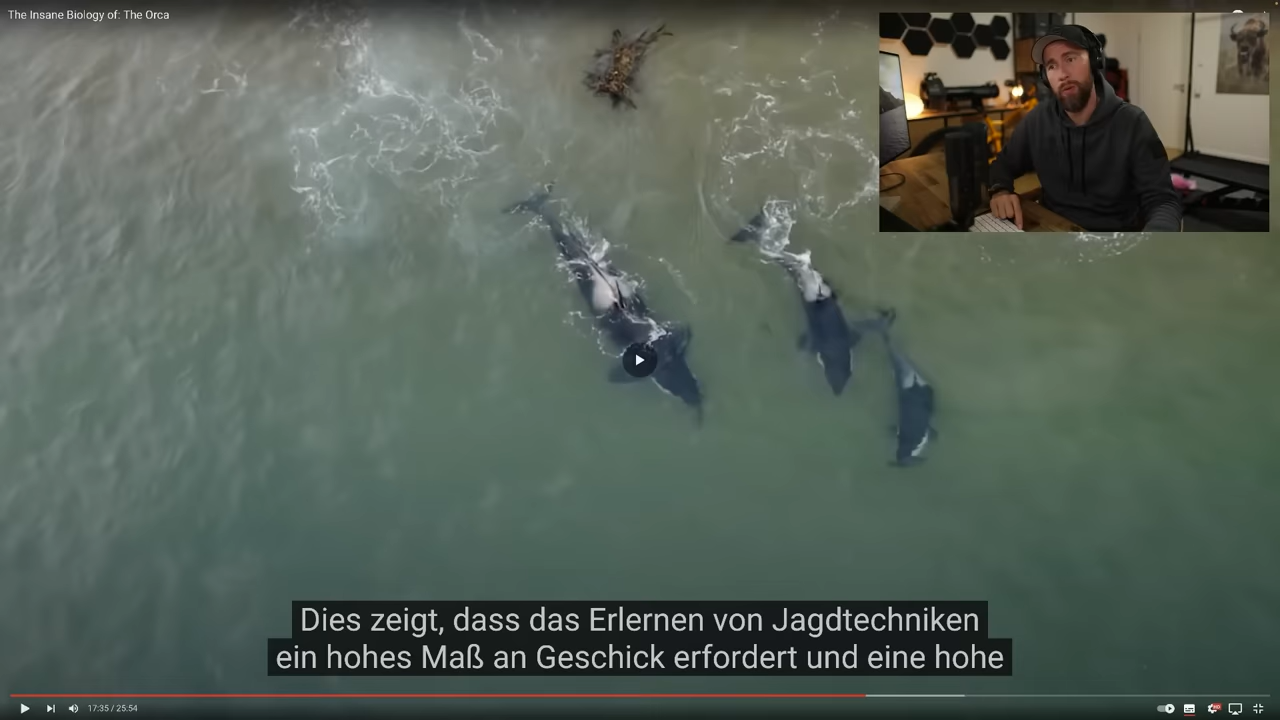 The Insane Biology of: The Orca
Dies zeigt, dass das Erlernen von Jagdtechniken
ein hohes Maß an Geschick erfordert und eine hohe
17:35 / 25:54